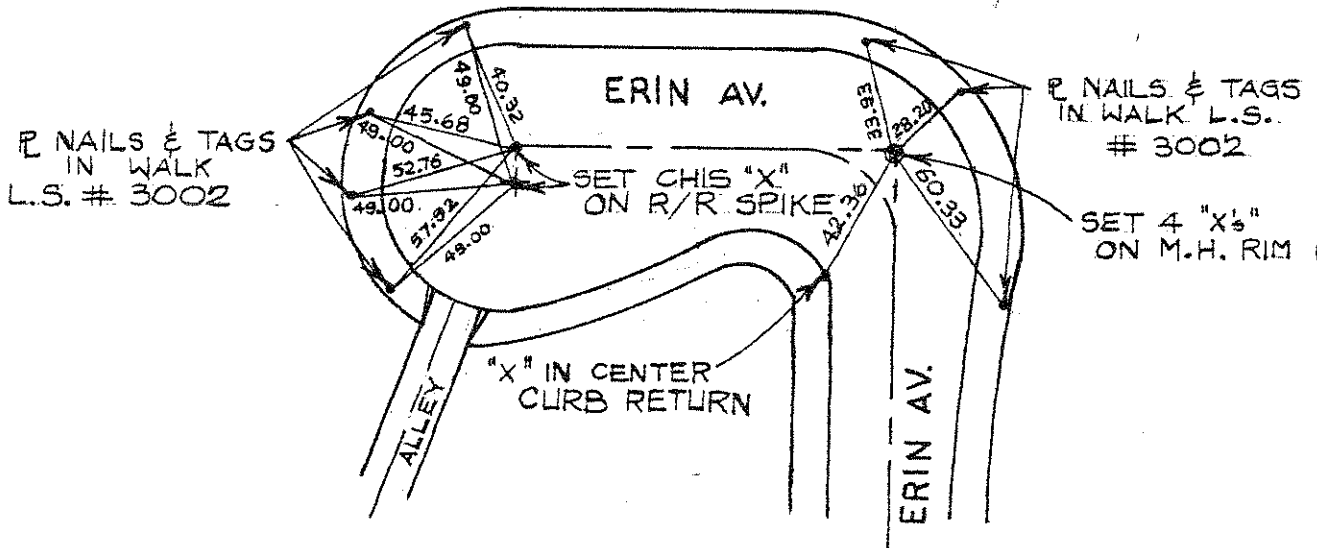 ERIN AV.
49.00
40.32
45.68
49.00
52.76
49.00
57.92
49.00
33.93
28.20
42.36
60.33
℄ NAILS & TAGS
IN WALK
L.S. # 3002
SET CHIS "X"
ON R/R SPIKE
℄ NAILS & TAGS
IN WALK L.S.
# 3002
SET 4 "X's"
ON M.H. RIM
"X" IN CENTER
CURB RETURN
ALLEY
ERIN AV.